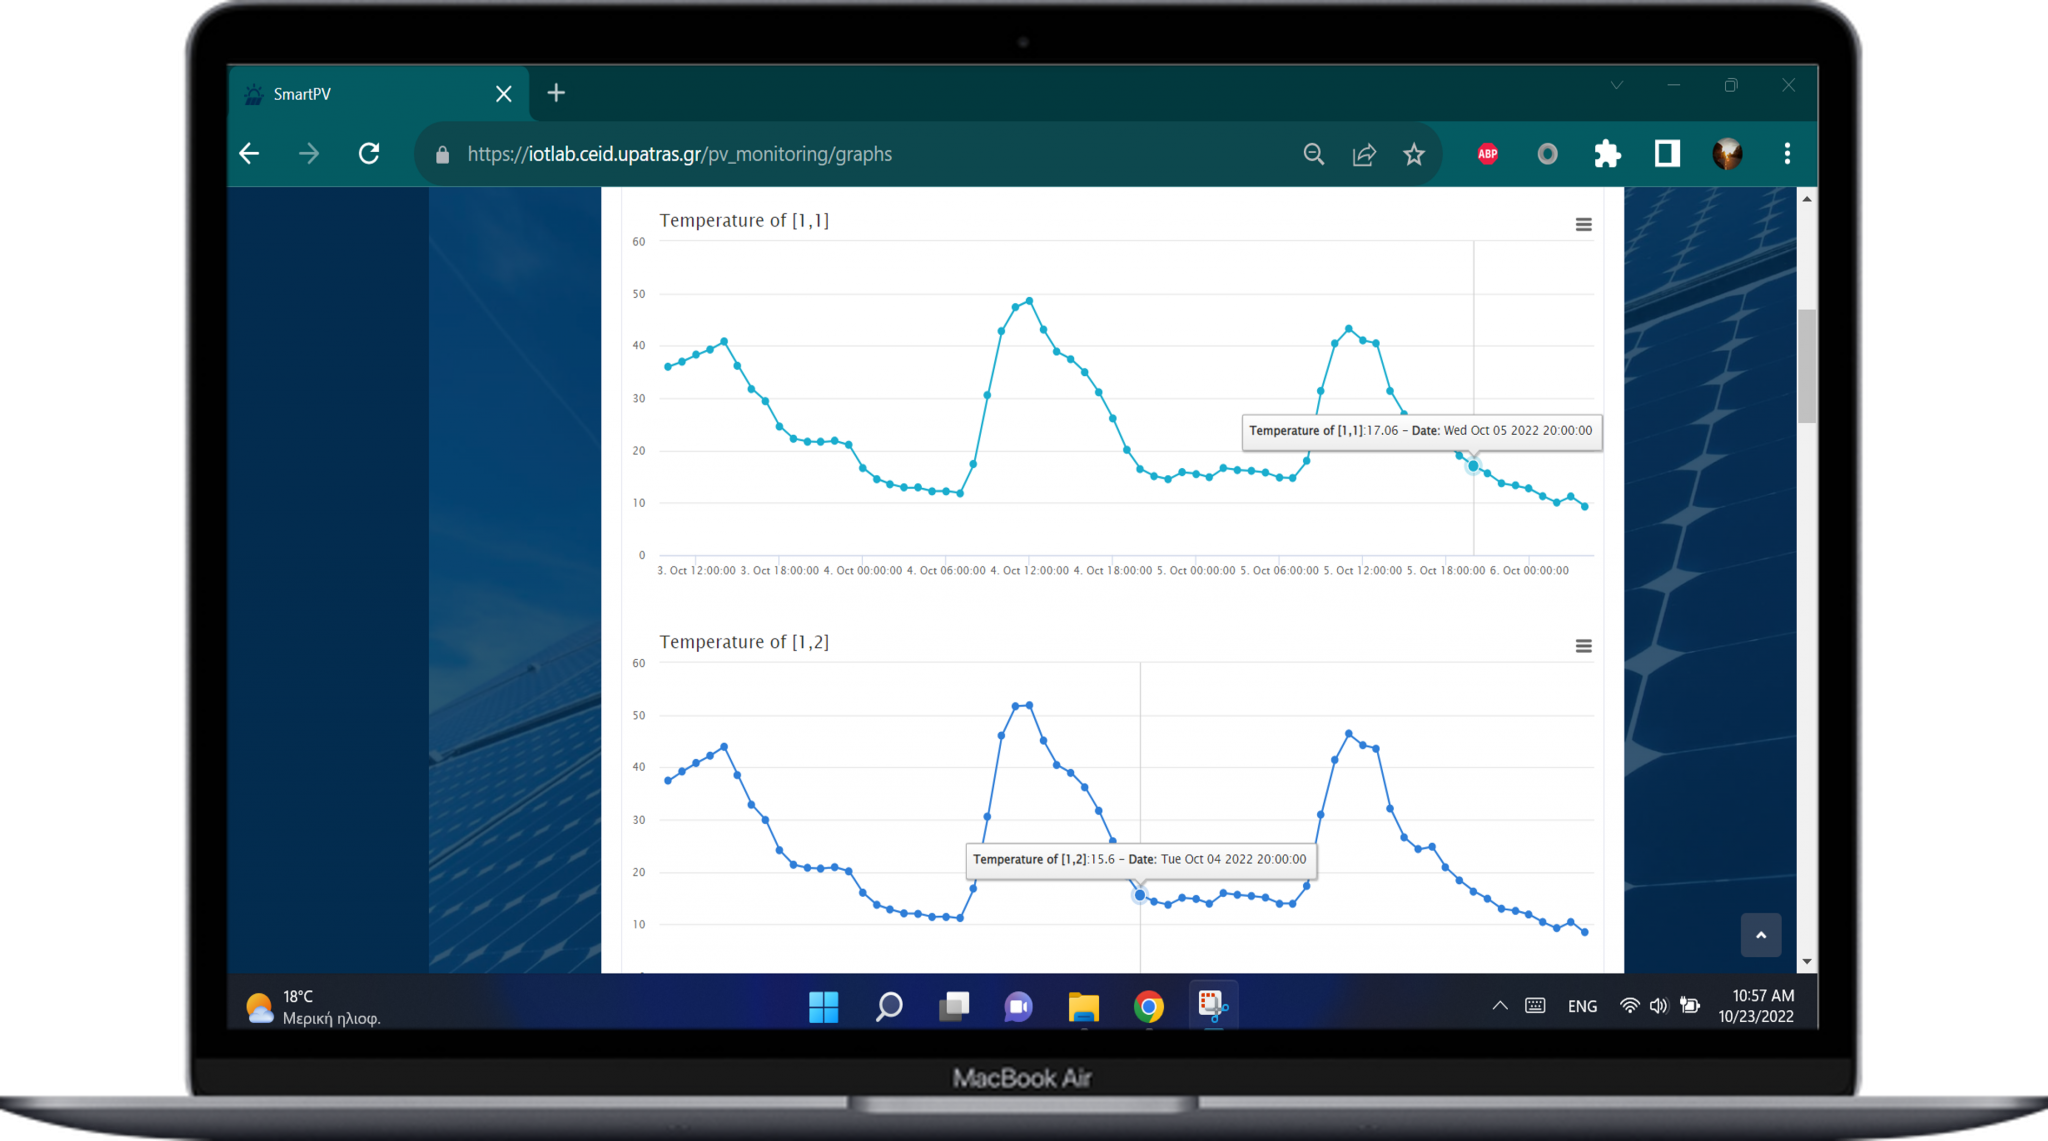 SmartPV
https://iotlab.ceid.upatras.gr/pv_monitoring/graphs
ABP
Temperature of [1,1]
60
50
40
30
20
10
0
Temperature of [1,1]:17.06 – Date: Wed Oct 05 2022 20:00:00
3. Oct 12:00:00 3. Oct 18:00:00 4. Oct 00:00:00 4. Oct 06:00:00 4. Oct 12:00:00 4. Oct 18:00:00 5. Oct 00:00:00 5. Oct 06:00:00 5. Oct 12:00:00 5. Oct 18:00:00 6. Oct 00:00:00
Temperature of [1,2]
60
50
40
30
20
10
Temperature of [1,2]:15.6 – Date: Tue Oct 04 2022 20:00:00
18°C
Μερική ηλιοφ.
ENG
10:57 AM
10/23/2022
MacBook Air